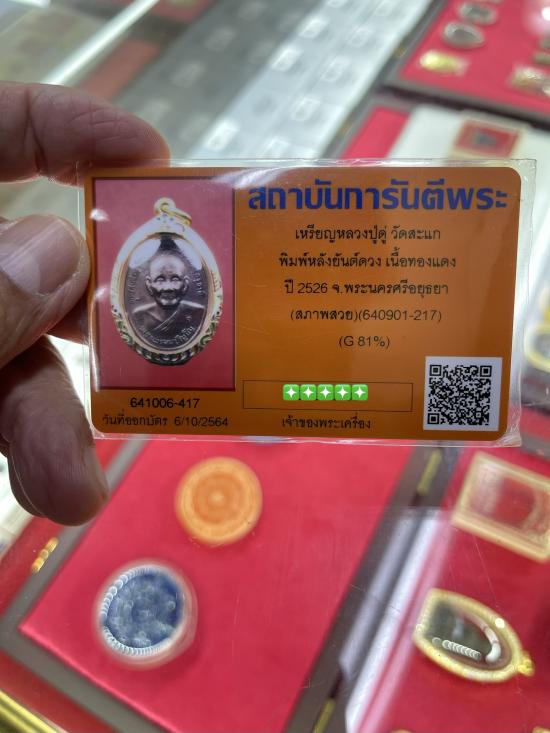 สถาบันการันตีพระ
เหรียญหลวงปู่ดู่ วัดสะแก
พิมพ์หลังยันต์ดวง เนื้อทองแดง
ปี 2526 จ.พระนครศรีอยุธยา
(สภาพสวย)(640901-217)
(G 81%)
641006-417
วันที่ออกบัตร 6/10/2564
เจ้าของพระเครื่อง